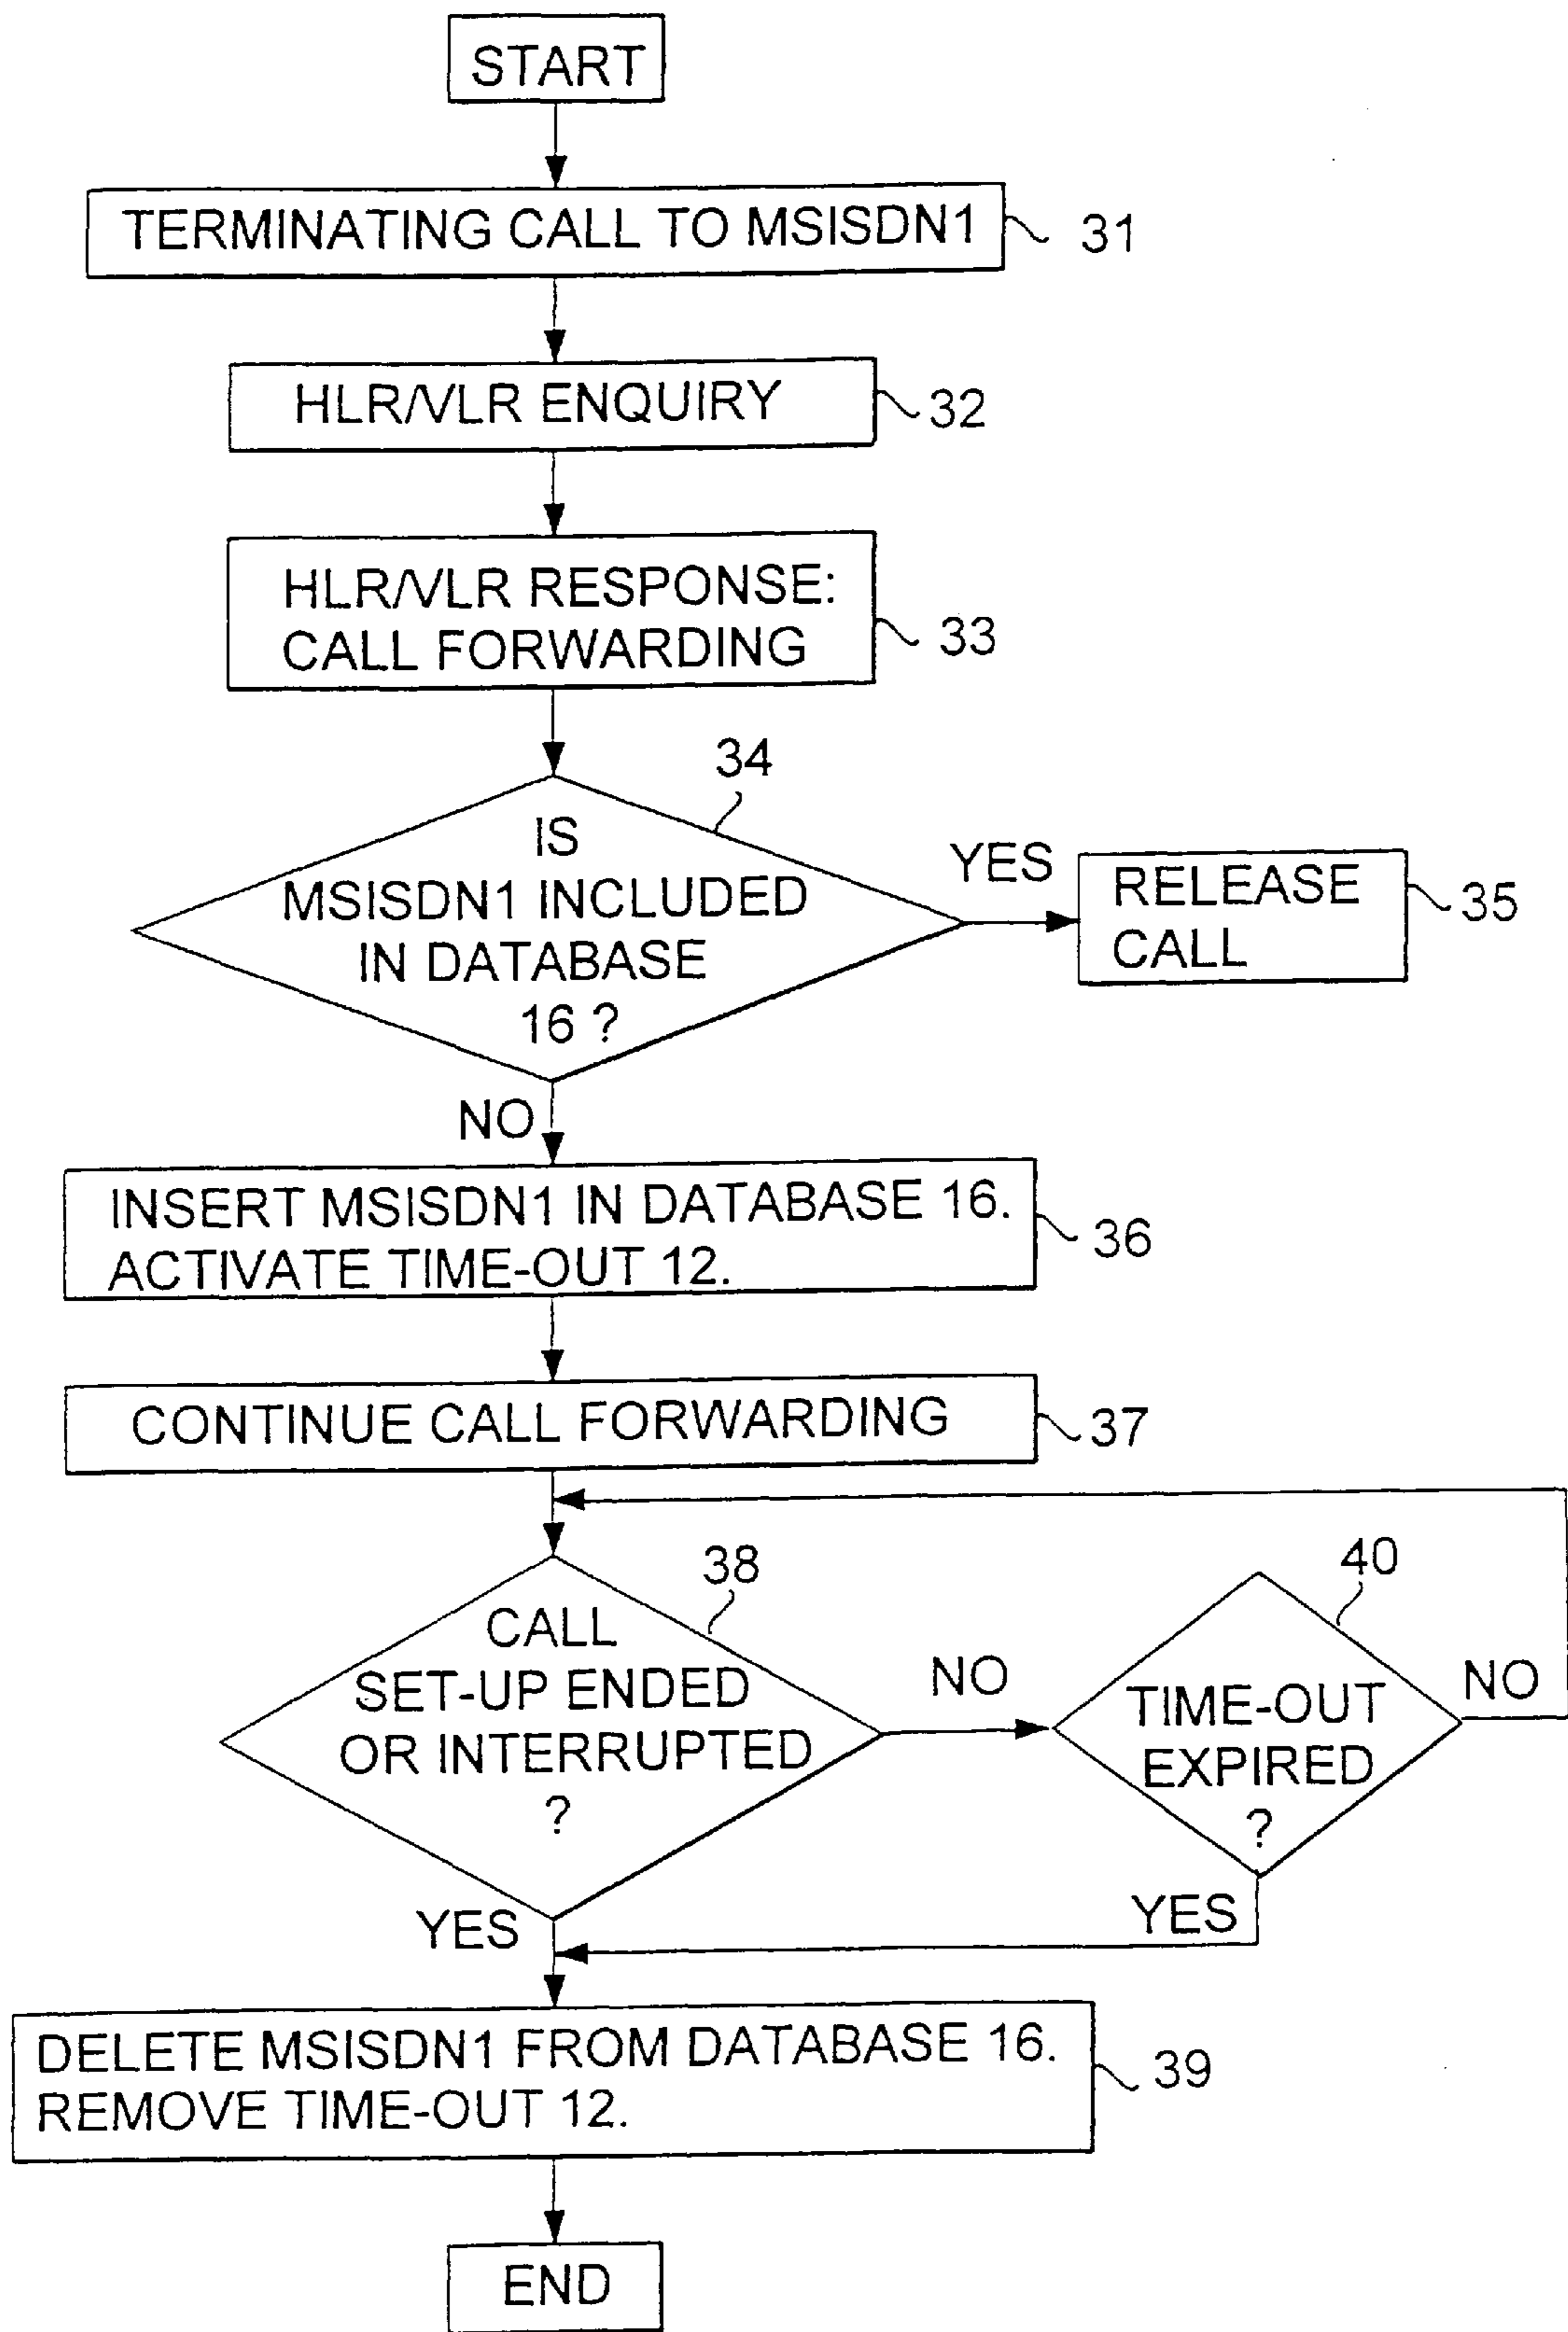 START
TERMINATING CALL TO MSISDN1
31
HLR/VLR ENQUIRY
32
HLR/VLR RESPONSE:
CALL FORWARDING
33
34
IS
MSISDN1 INCLUDED
IN DATABASE
16 ?
YES
RELEASE
CALL
35
NO
INSERT MSISDN1 IN DATABASE 16.
ACTIVATE TIME-OUT 12.
36
CONTINUE CALL FORWARDING
37
38
CALL
SET-UP ENDED
OR INTERRUPTED
?
NO
40
TIME-OUT
EXPIRED
?
NO
YES
YES
DELETE MSISDN1 FROM DATABASE 16.
REMOVE TIME-OUT 12.
39
END